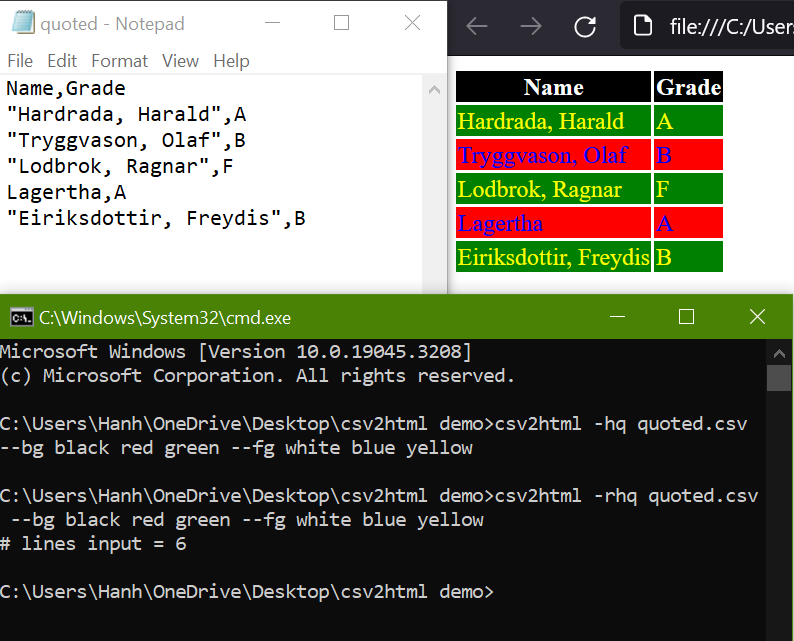 quoted - Notepad
File Edit Format View Help
Name,Grade
"Hardrada, Harald",A
"Tryggvason, Olaf",B
"Lodbrok, Ragnar",F
Lagertha,A
"Eiriksdottir, Freydis",B
file:///C:/Users
Name Grade
Hardrada, Harald A
Tryggvason, Olaf B
Lodbrok, Ragnar F
Lagertha A
Eiriksdottir, Freydis B
C:\Windows\System32\cmd.exe
Microsoft Windows [Version 10.0.19045.3208]
(c) Microsoft Corporation. All rights reserved.
C:\Users\Hanh\OneDrive\Desktop\csv2html demo>csv2html -hq quoted.csv
--bg black red green --fg white blue yellow
C:\Users\Hanh\OneDrive\Desktop\csv2html demo>csv2html -rhq quoted.csv
--bg black red green --fg white blue yellow
# lines input = 6
C:\Users\Hanh\OneDrive\Desktop\csv2html demo>